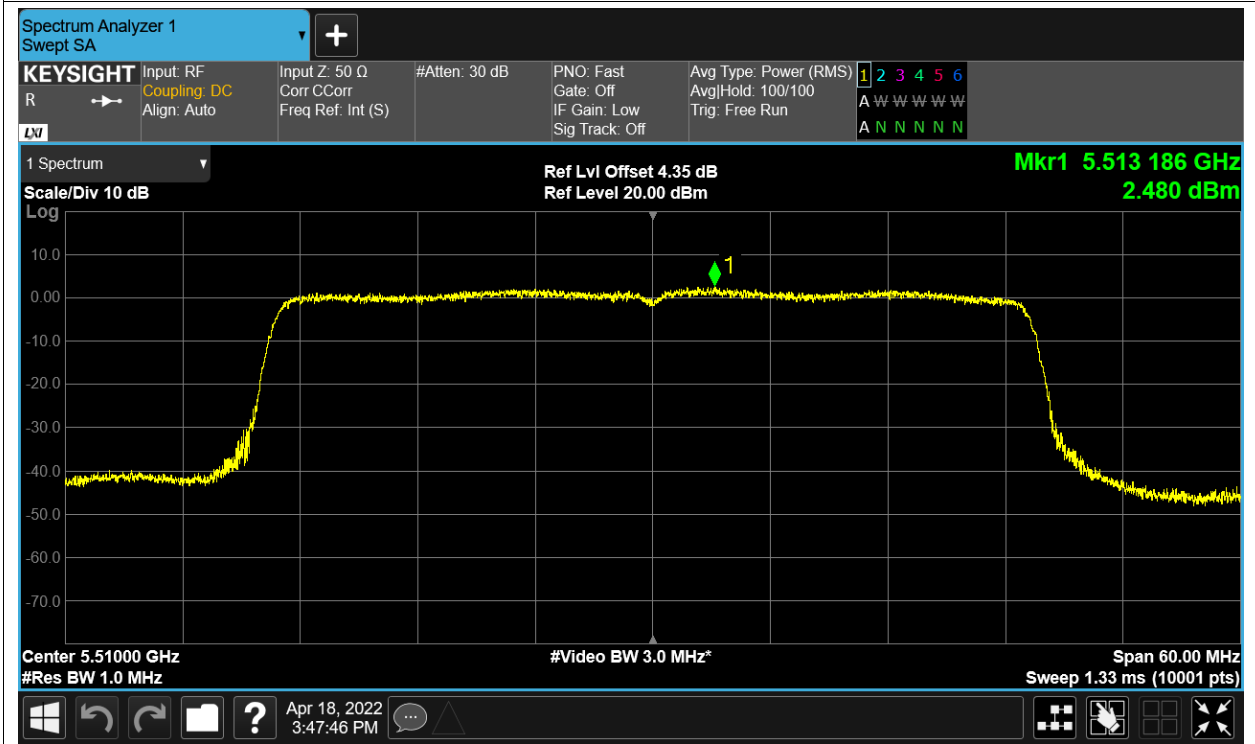 Spectrum Analyzer 1
Swept SA
+
KEYSIGHT
R
LXI
Input: RF
Coupling: DC
Align: Auto
Input Z: 50 Ω
Corr CCorr
Freq Ref: Int (S)
#Atten: 30 dB
PNO: Fast
Gate: Off
IF Gain: Low
Sig Track: Off
Avg Type: Power (RMS)
Avg|Hold: 100/100
Trig: Free Run
1 2 3 4 5 6
A W W W W W
A N N N N N
1 Spectrum
Scale/Div 10 dB
Log
Ref Lvl Offset 4.35 dB
Ref Level 20.00 dBm
Mkr1 5.513 186 GHz
2.480 dBm
10.0
1
0.00
-10.0
-20.0
-30.0
-40.0
-50.0
-60.0
-70.0
Center 5.51000 GHz
#Res BW 1.0 MHz
#Video BW 3.0 MHz*
Span 60.00 MHz
Sweep 1.33 ms (10001 pts)
?
Apr 18, 2022
3:47:46 PM